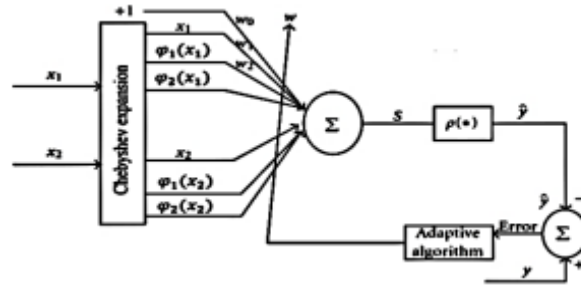 +1
w₀
x₁
w₁
φ₁(x₁)
w₂
φ₂(x₁)
x₁
x₂
Chebyshev expansion
x₂
φ₁(x₂)
φ₂(x₂)
w
Σ
S
ρ(•)
ŷ
ŷ
−
Σ
+
Error
Adaptive
algorithm
y